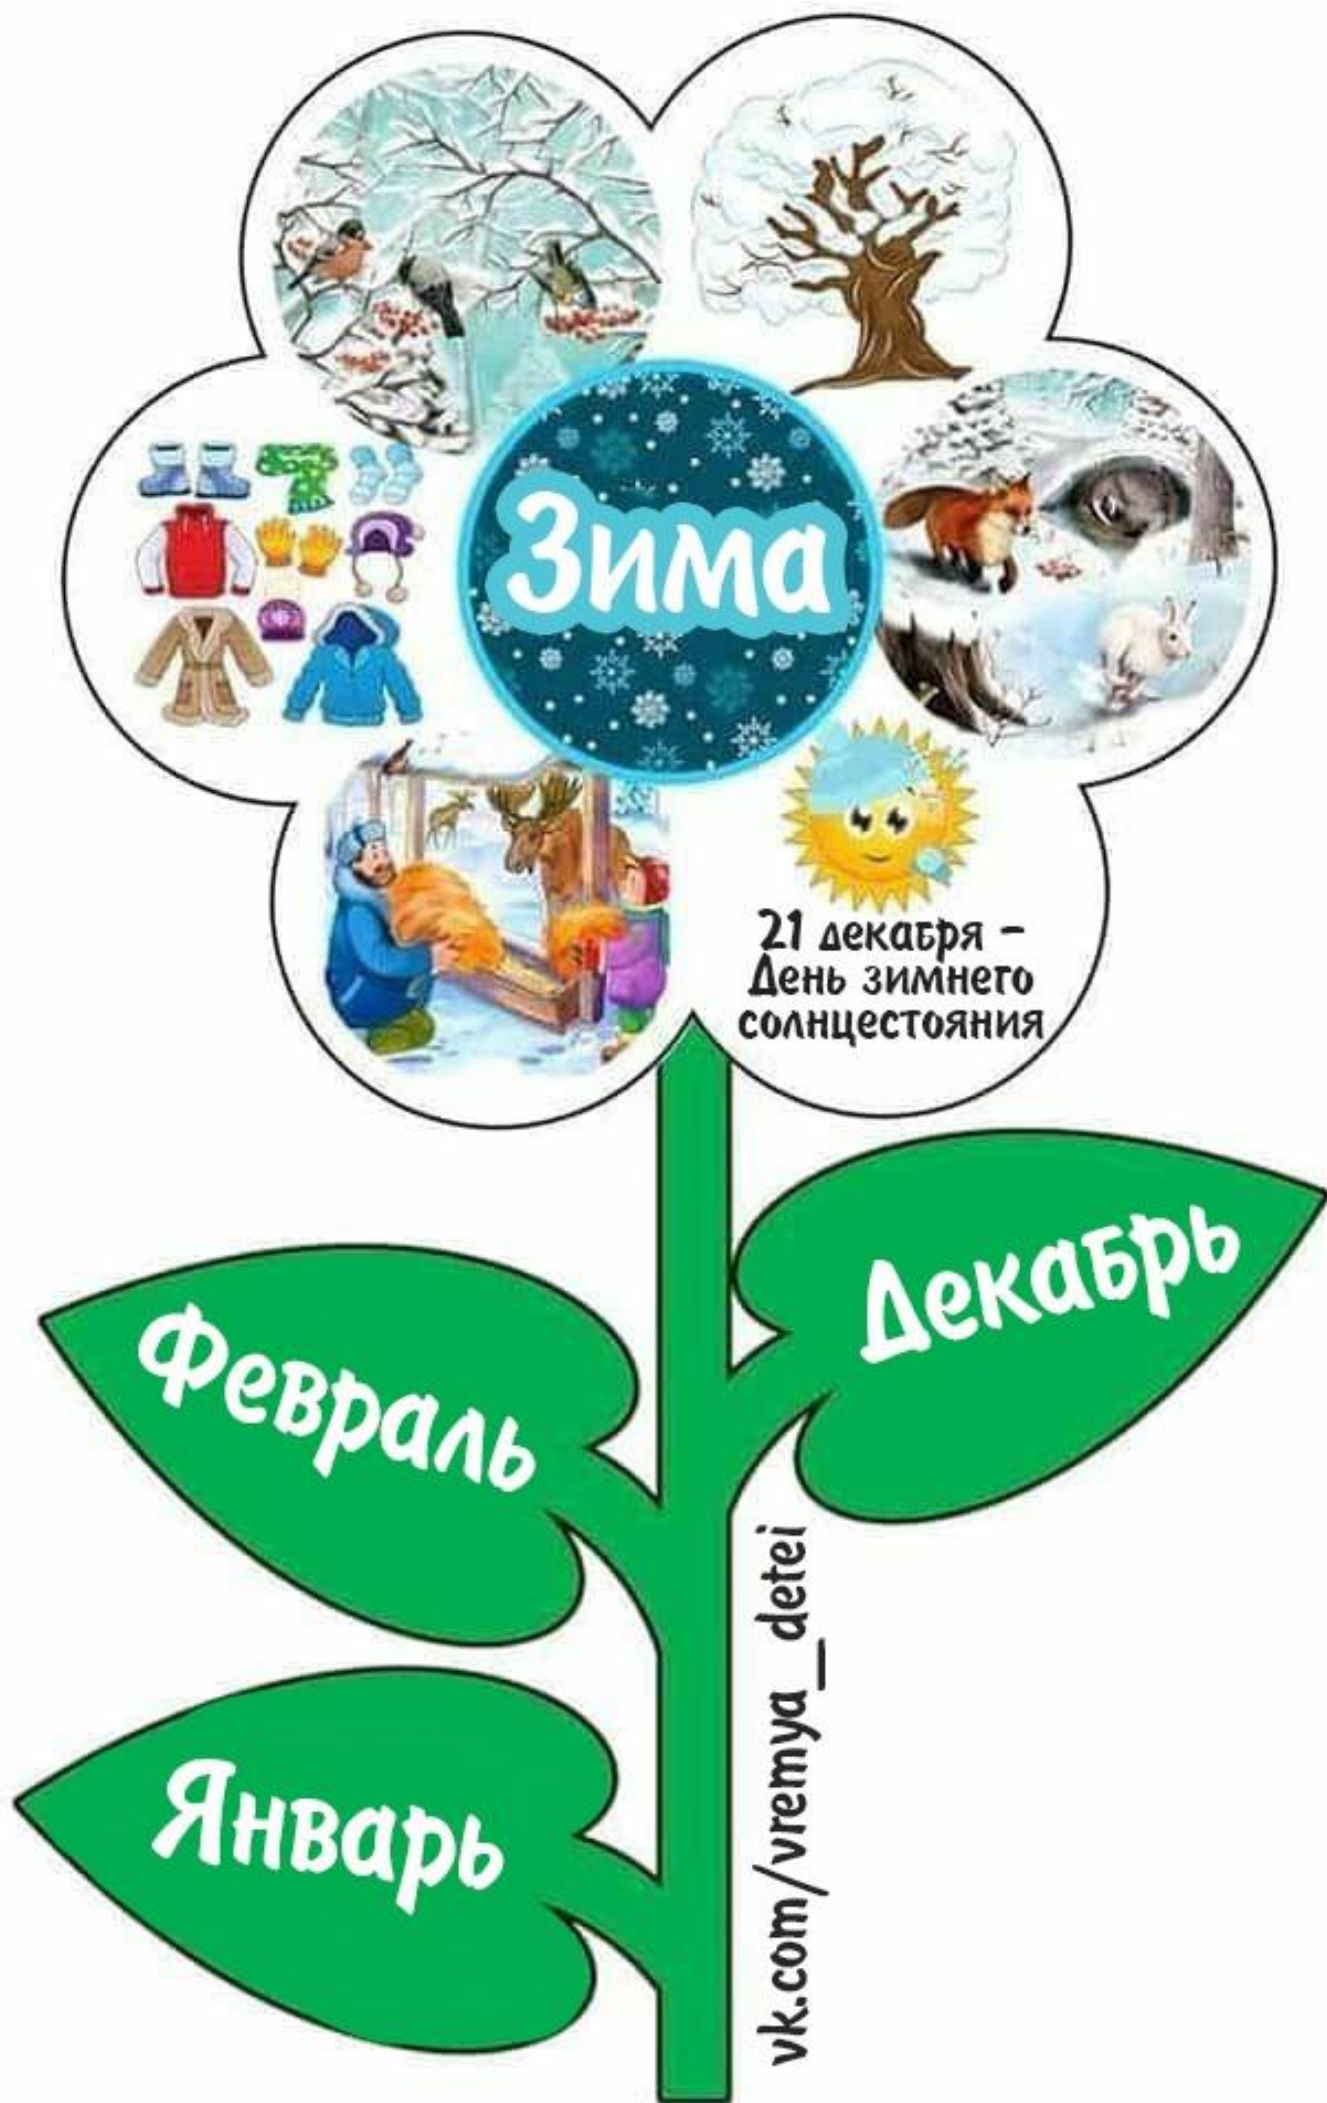 Зима
21 декабря –
День зимнего
солнцестояния
Декабрь
Февраль
Январь
vk.com/vremya_detei